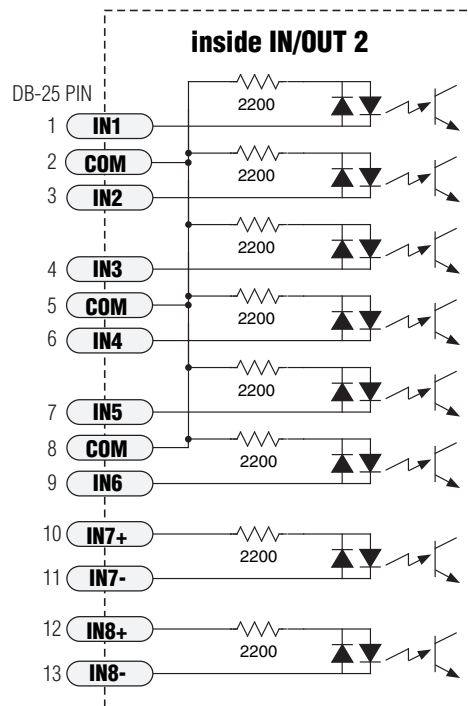 inside IN/OUT 2
DB-25 PIN
2200
1 IN1
2 COM
2200
3 IN2
2200
4 IN3
5 COM
2200
6 IN4
2200
7 IN5
8 COM
2200
9 IN6
10 IN7+
2200
11 IN7-
12 IN8+
2200
13 IN8-